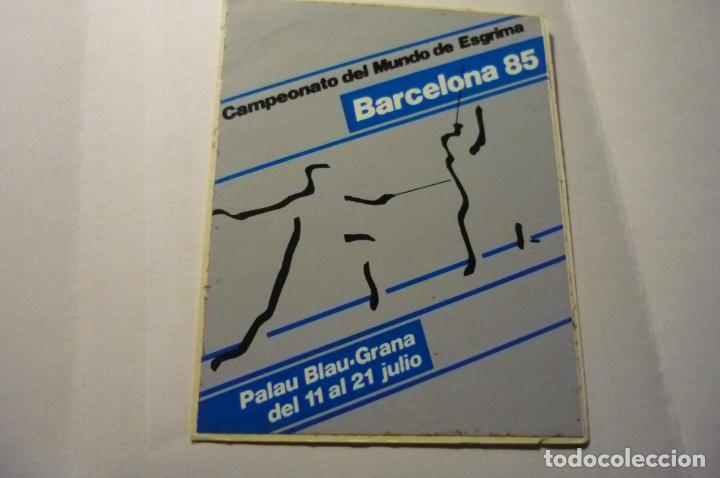 Campeonato del Mundo de Esgrima
Barcelona 85
Palau Blau-Grana
del 11 al 21 julio
todocoleccion